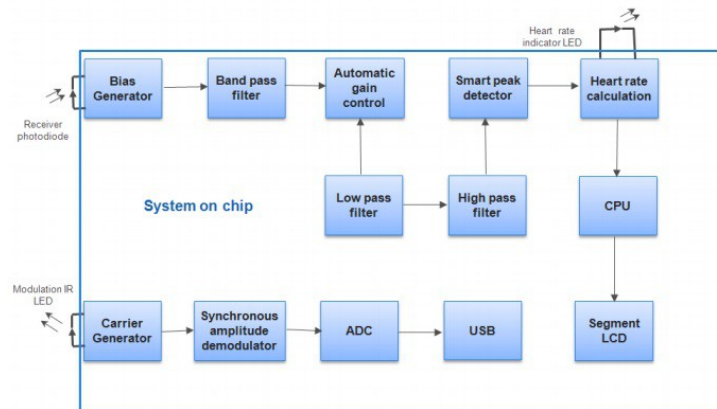 Heart rate
indicator LED
Bias
Generator
Band pass
filter
Automatic
gain
control
Smart peak
detector
Heart rate
calculation
Receiver
photodiode
System on chip
Low pass
filter
High pass
filter
CPU
Modulation IR
LED
Carrier
Generator
Synchronous
amplitude
demodulator
ADC
USB
Segment
LCD